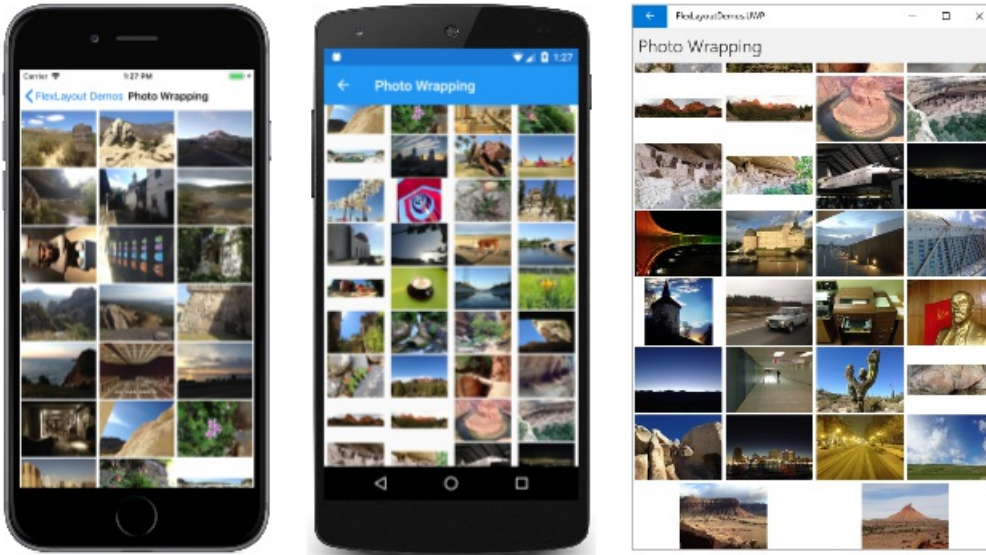 Carrier 1:27 PM
FlexLayout Demos Photo Wrapping
1:27
Photo Wrapping
FlexLayoutDemos.UWP
Photo Wrapping